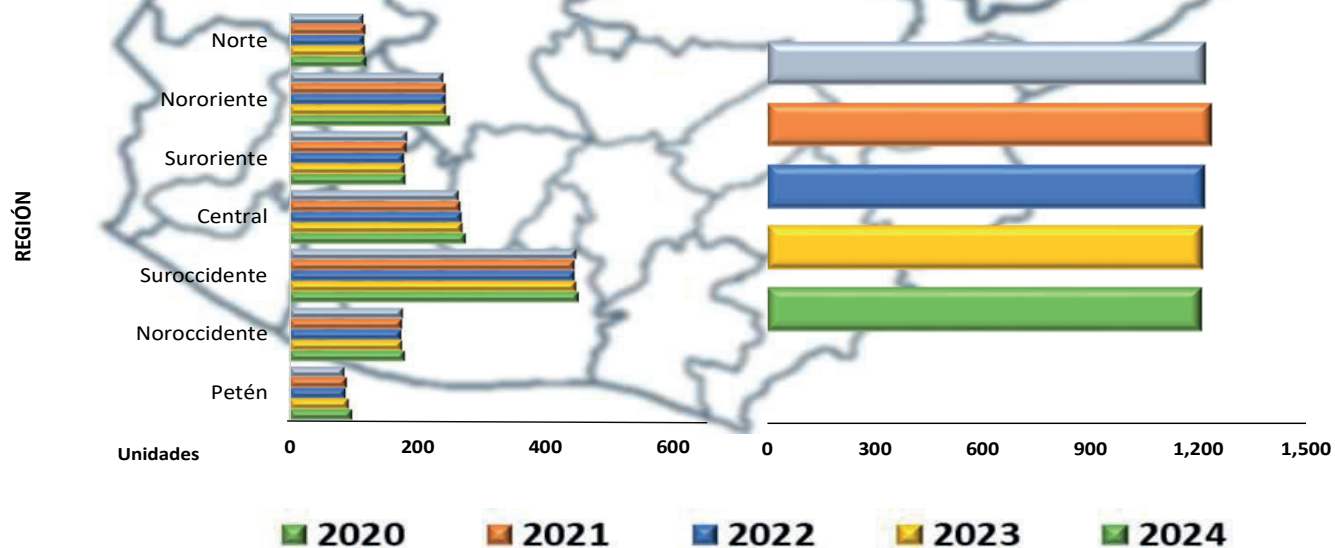 Norte
Nororiente
Suroriente
Central
Suroccidente
Noroccidente
Petén
REGIÓN
Unidades
0 200 400 600
0 300 600 900 1,200 1,500
2020 2021 2022 2023 2024